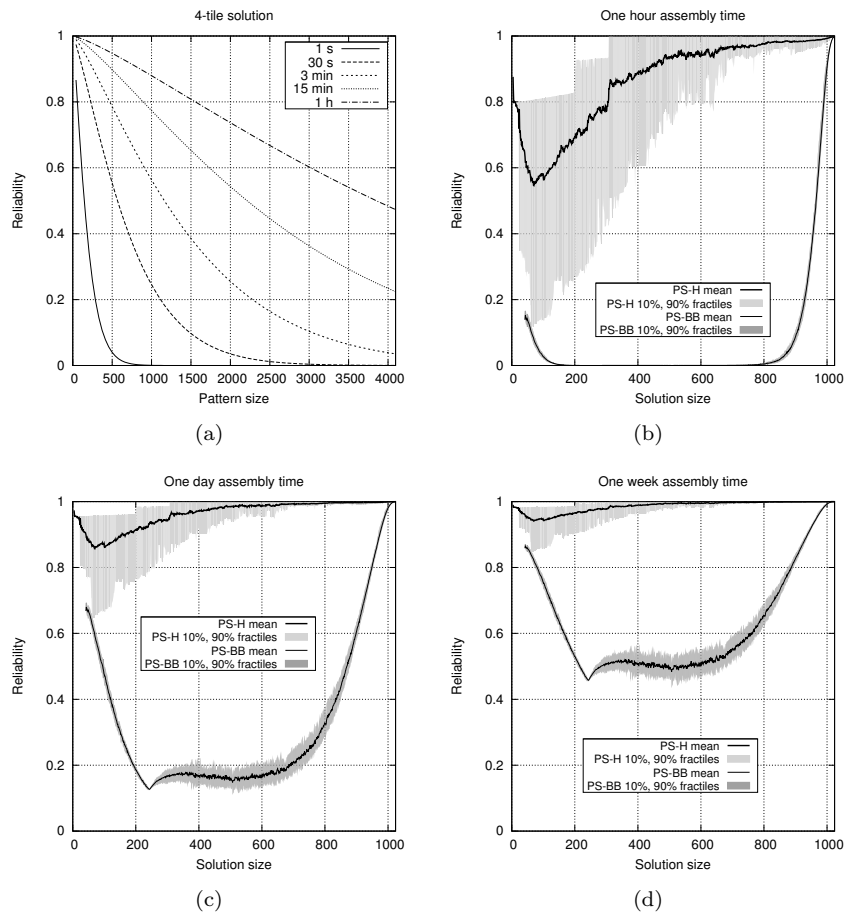 4-tile solution
Reliability
1
0.8
0.6
0.4
0.2
0
1 s
30 s
3 min
15 min
1 h
0 500 1000 1500 2000 2500 3000 3500 4000
Pattern size
(a)
One hour assembly time
Reliability
1
0.8
0.6
0.4
0.2
0
PS-H mean
PS-H 10%, 90% fractiles
PS-BB mean
PS-BB 10%, 90% fractiles
0 200 400 600 800 1000
Solution size
(b)
One day assembly time
Reliability
1
0.8
0.6
0.4
0.2
0
PS-H mean
PS-H 10%, 90% fractiles
PS-BB mean
PS-BB 10%, 90% fractiles
0 200 400 600 800 1000
Solution size
(c)
One week assembly time
Reliability
1
0.8
0.6
0.4
0.2
0
PS-H mean
PS-H 10%, 90% fractiles
PS-BB mean
PS-BB 10%, 90% fractiles
0 200 400 600 800 1000
Solution size
(d)